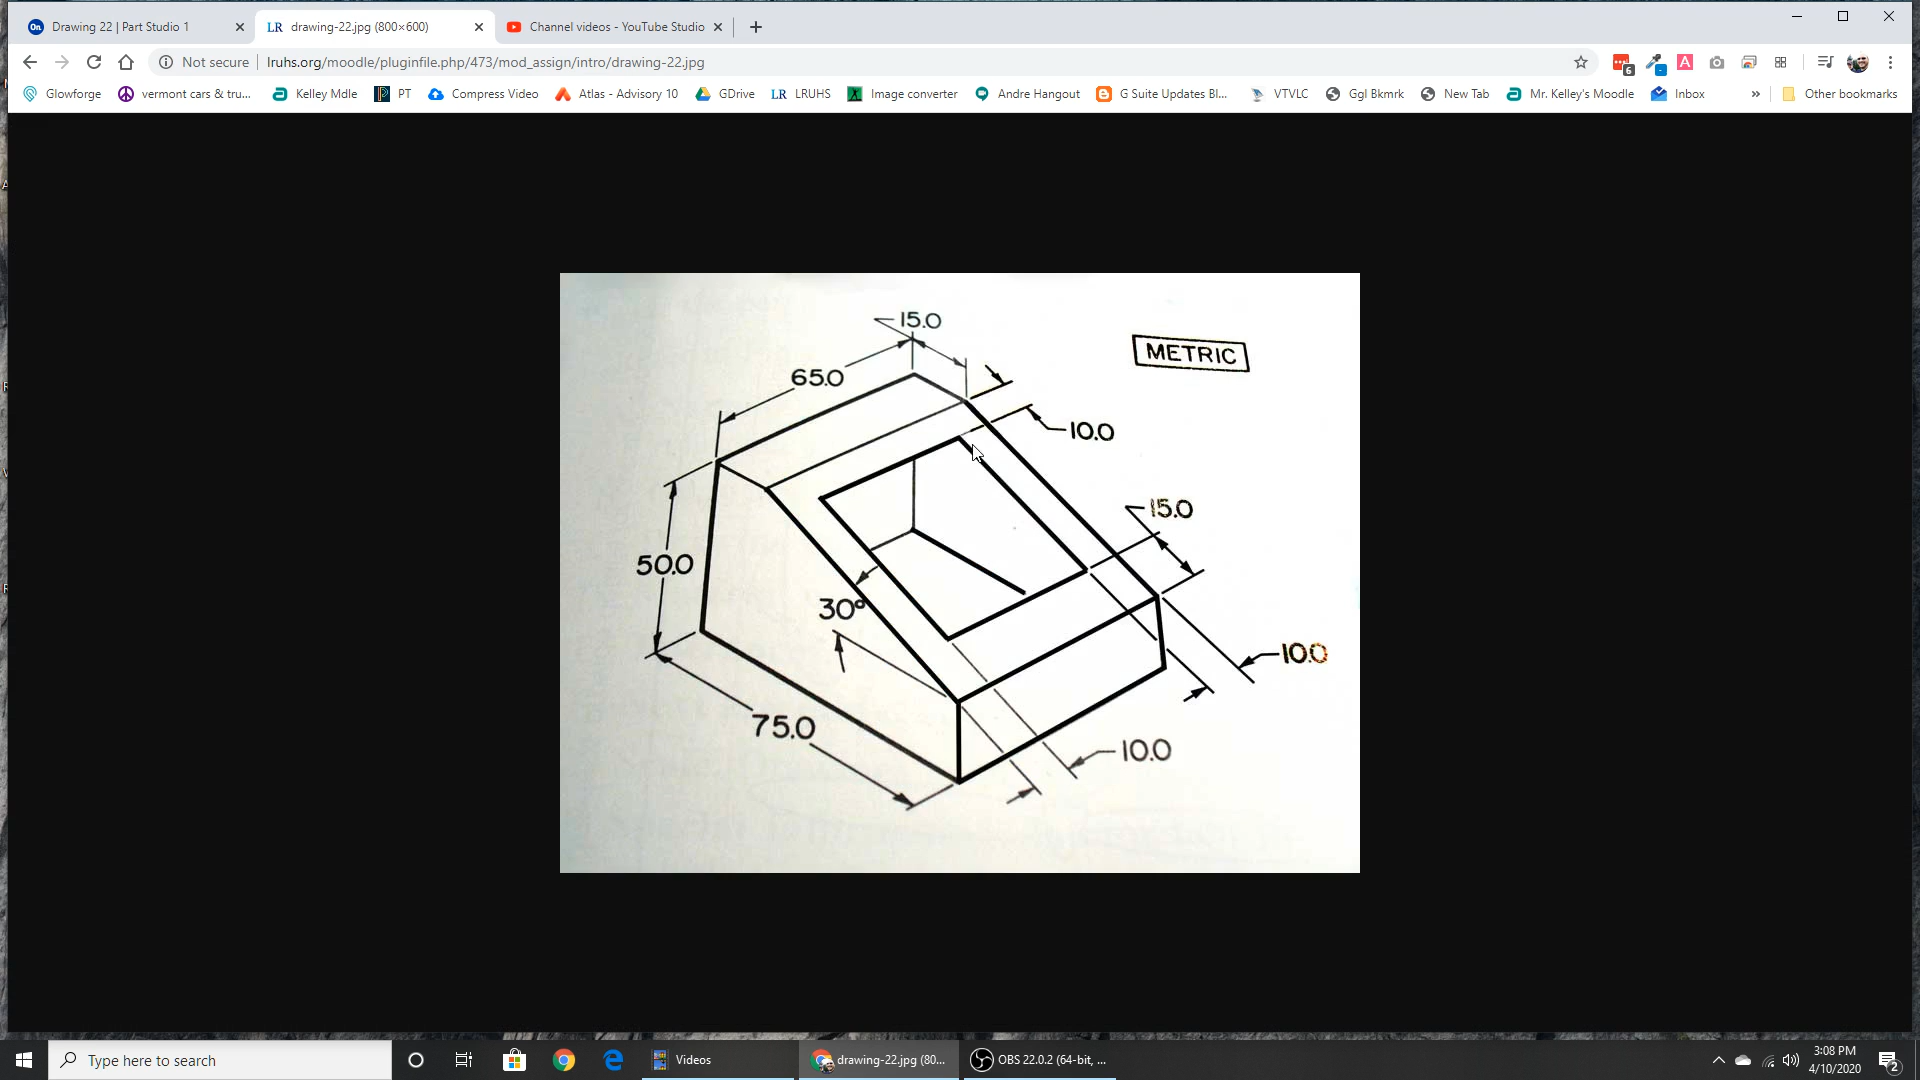 Drawing 22 | Part Studio 1
LR drawing-22.jpg (800×600)
Channel videos - YouTube Studio
Not secure lruhs.org/moodle/pluginfile.php/473/mod_assign/intro/drawing-22.jpg
6 A
Glowforge vermont cars & tru... Kelley Mdle PT Compress Video Atlas - Advisory 10 GDrive LR LRUHS Image converter Andre Hangout G Suite Updates Bl... VTVLC Ggl Bkmrk New Tab Mr. Kelley's Moodle Inbox » Other bookmarks
15.0
METRIC
65.0
10.0
15.0
50.0
30°
10.0
75.0
10.0
Type here to search
Videos
drawing-22.jpg (80...
OBS 22.0.2 (64-bit, ...
3:08 PM
4/10/2020
2